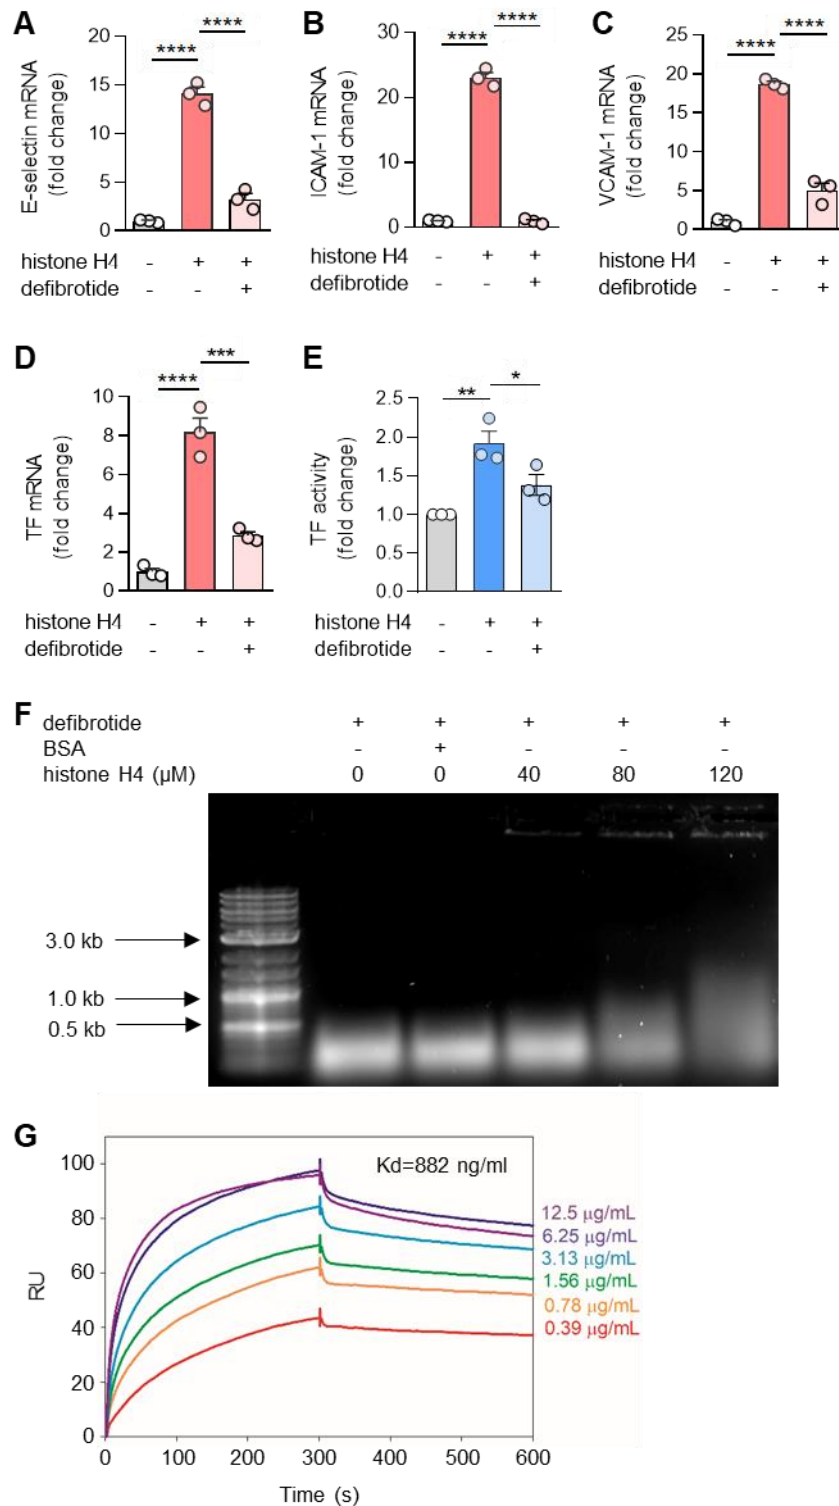 A
E-selectin mRNA
(fold change)
20
15
10
5
0
**** ****
histone H4 - + +
defibrotide - - +
B
ICAM-1 mRNA
(fold change)
30
20
10
0
**** ****
histone H4 - + +
defibrotide - - +
C
VCAM-1 mRNA
(fold change)
25
20
15
10
5
0
**** ****
histone H4 - + +
defibrotide - - +
D
TF mRNA
(fold change)
10
8
6
4
2
0
**** ***
histone H4 - + +
defibrotide - - +
E
TF activity
(fold change)
2.5
2.0
1.5
1.0
0.5
0.0
** *
histone H4 - + +
defibrotide - - +
F
defibrotide + + + + +
BSA - + - - -
histone H4 (µM) 0 0 40 80 120
3.0 kb
1.0 kb
0.5 kb
G
Kd=882 ng/ml
RU
100
80
60
40
20
0
12.5 µg/mL
6.25 µg/mL
3.13 µg/mL
1.56 µg/mL
0.78 µg/mL
0.39 µg/mL
0 100 200 300 400 500 600
Time (s)